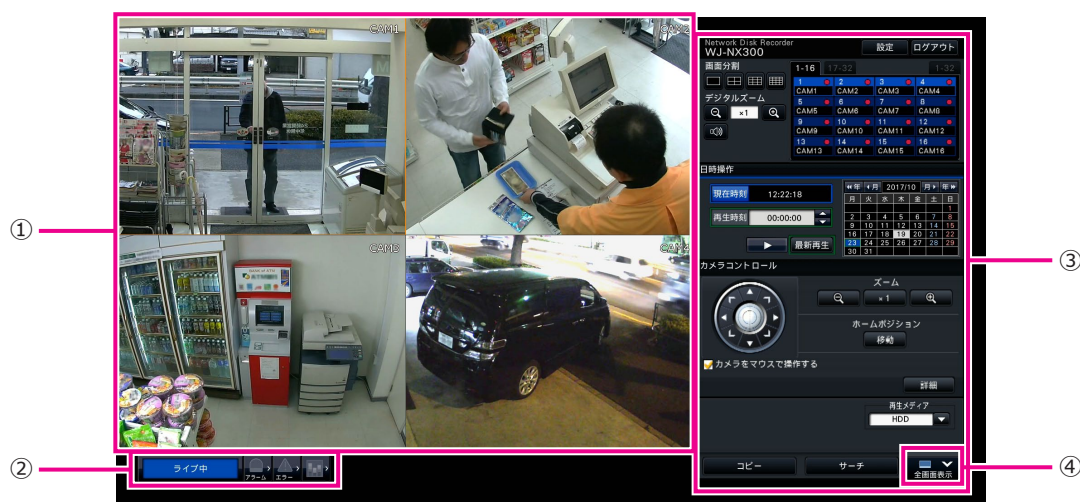 ①
②
③
④
CAM1
CAM2
CAM3
ライブ中
アラーム
エラー
Network Disk Recorder
WJ-NX300
設定
ログアウト
画面分割
デジタルズーム
×1
1-16 17-32 1-32
1 2 3 4
CAM1 CAM2 CAM3 CAM4
5 6 7 8
CAM5 CAM6 CAM7 CAM8
9 10 11 12
CAM9 CAM10 CAM11 CAM12
13 14 15 16
CAM13 CAM14 CAM15 CAM16
日時操作
現在時刻 12:22:18
再生時刻 00:00:00
最新再生
年 月 2017/10 月 年
月 火 水 木 金 土 日
1
2 3 4 5 6 7 8
9 10 11 12 13 14 15
16 17 18 19 20 21 22
23 24 25 26 27 28 29
30 31
カメラコントロール
ズーム
×1
ホームポジション
移動
カメラをマウスで操作する
詳細
再生メディア
HDD
コピー
サーチ
全画面表示